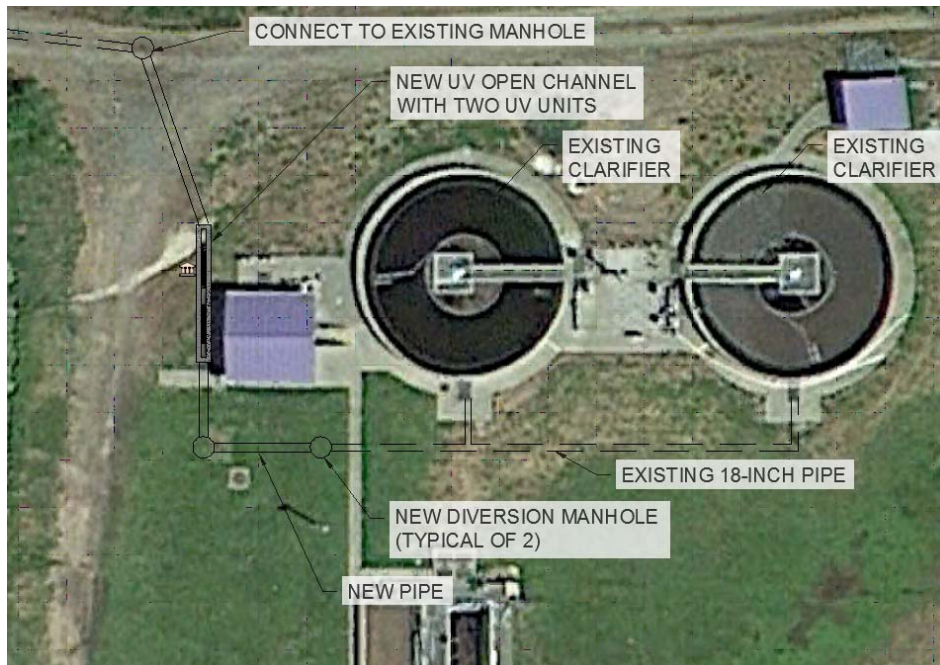 CONNECT TO EXISTING MANHOLE
NEW UV OPEN CHANNEL
WITH TWO UV UNITS
EXISTING
CLARIFIER
EXISTING
CLARIFIER
EXISTING 18-INCH PIPE
NEW DIVERSION MANHOLE
(TYPICAL OF 2)
NEW PIPE